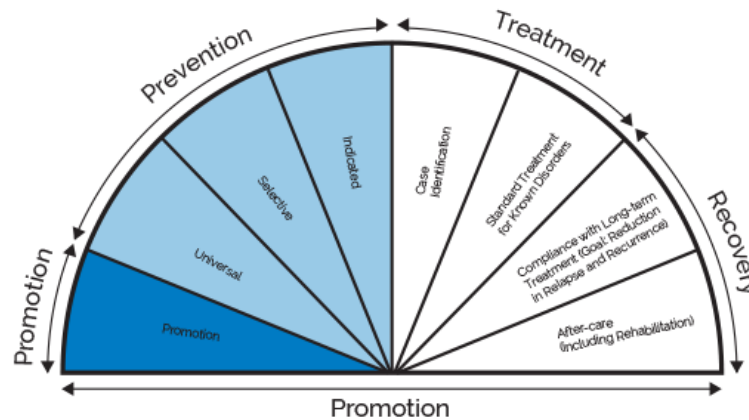 Prevention
Treatment
Promotion
Recovery
Promotion
Universal
Selective
Indicated
Case
Identification
Standard Treatment
for Known Disorders
Compliance with Long-term
Treatment (Goal: Reduction
in Relapse and Recurrence)
After-care
(Including Rehabilitation)
Promotion